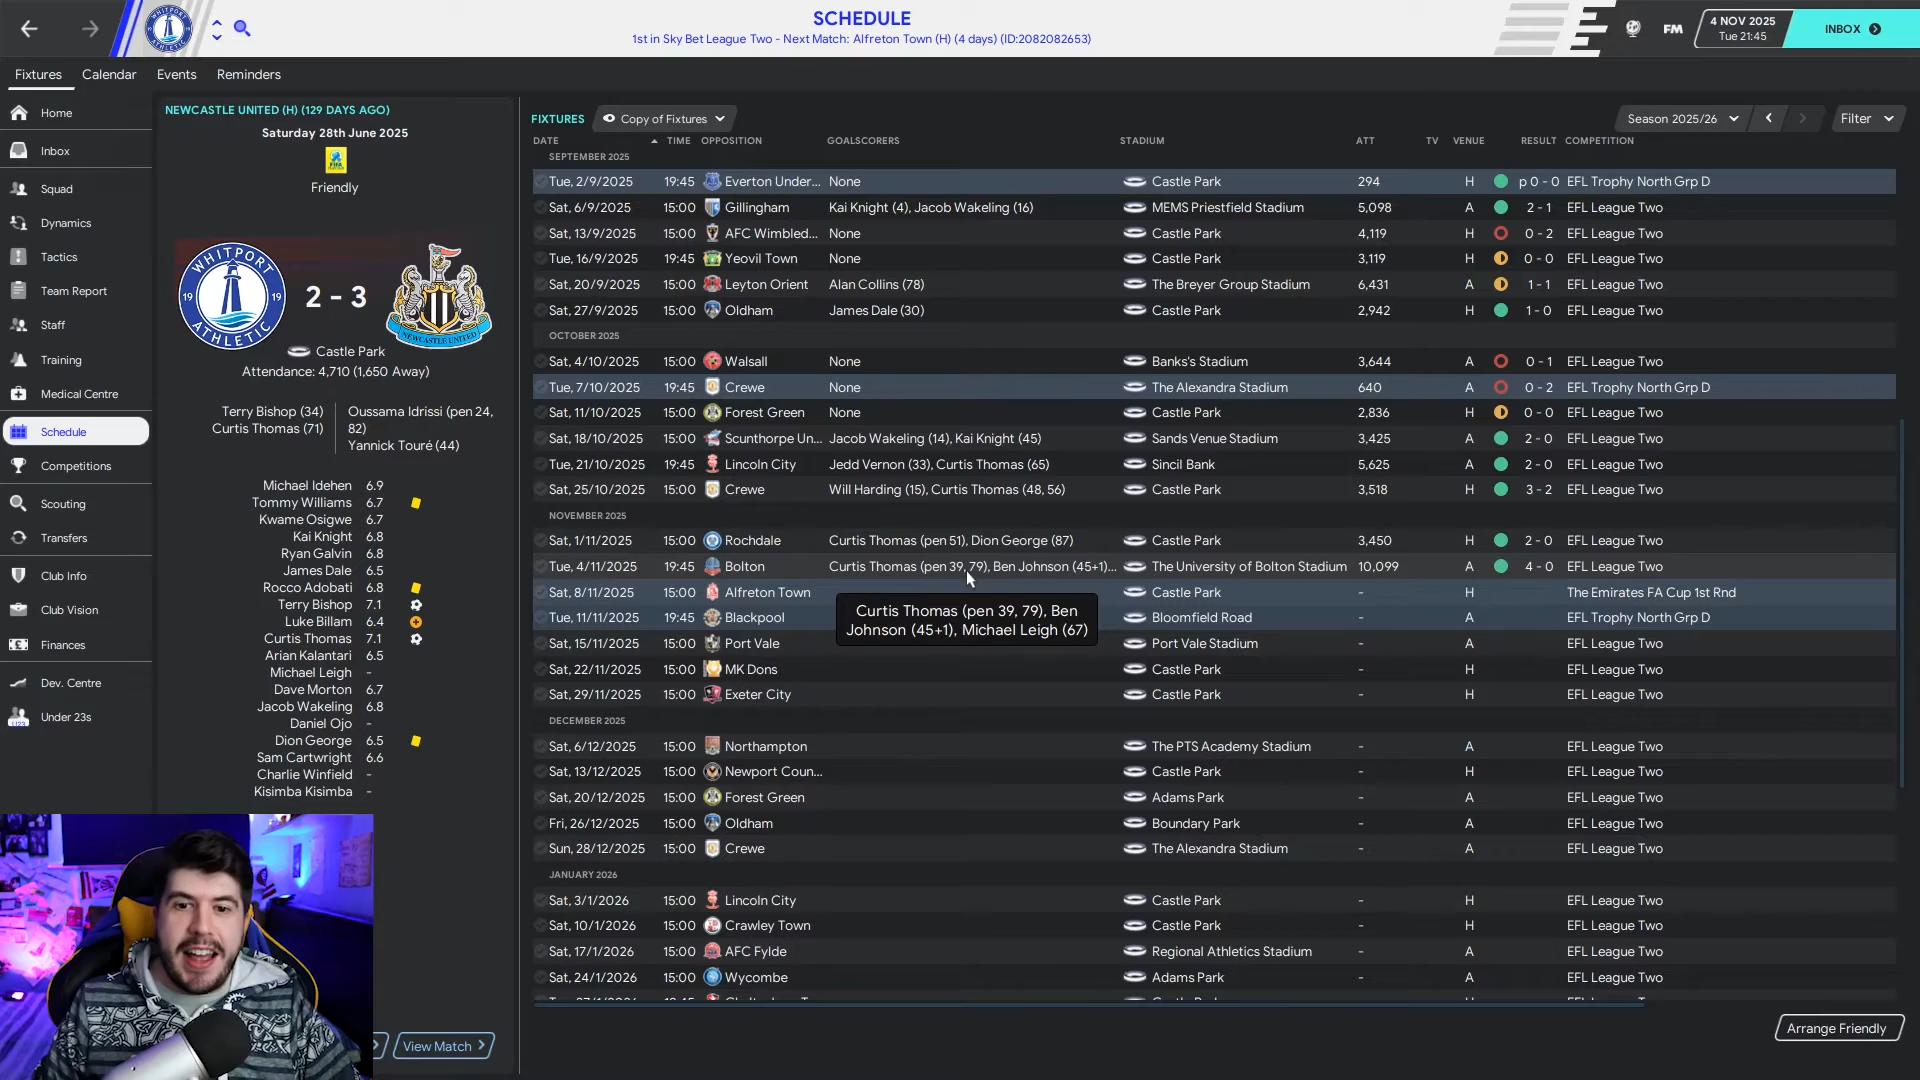 SCHEDULE
1st in Sky Bet League Two - Next Match: Alfreton Town (H) (4 days) (ID:2082082653)
FM
4 NOV 2025
Tue 21:45
INBOX
Fixtures Calendar Events Reminders
Home
Inbox
Squad
Dynamics
Tactics
Team Report
Staff
Training
Medical Centre
Schedule
Competitions
Scouting
Transfers
Club Info
Club Vision
Finances
Dev. Centre
Under 23s
NEWCASTLE UNITED (H) (129 DAYS AGO)
Saturday 28th June 2025
Friendly
WHITPORT
19 19
ATHLETIC
2 - 3
NEWCASTLE UNITED
Castle Park
Attendance: 4,710 (1,650 Away)
Terry Bishop (34)
Curtis Thomas (71)
Oussama Idrissi (pen 24,
82)
Yannick Touré (44)
Michael Idehen 6.9
Tommy Williams 6.7
Kwame Osigwe 6.7
Kai Knight 6.8
Ryan Galvin 6.8
James Dale 6.5
Rocco Adobati 6.8
Terry Bishop 7.1
Luke Billam 6.4
Curtis Thomas 7.1
Arian Kalantari 6.5
Michael Leigh -
Dave Morton 6.7
Jacob Wakeling 6.8
Daniel Ojo -
Dion George 6.5
Sam Cartwright 6.6
Charlie Winfield -
Kisimba Kisimba -
View Match
FIXTURES Copy of Fixtures Season 2025/26 Filter
DATE TIME OPPOSITION GOALSCORERS STADIUM ATT TV VENUE RESULT COMPETITION
SEPTEMBER 2025
Tue, 2/9/2025 19:45 Everton Under... None Castle Park 294 H p 0 - 0 EFL Trophy North Grp D
Sat, 6/9/2025 15:00 Gillingham Kai Knight (4), Jacob Wakeling (16) MEMS Priestfield Stadium 5,098 A 2 - 1 EFL League Two
Sat, 13/9/2025 15:00 AFC Wimbled... None Castle Park 4,119 H 0 - 2 EFL League Two
Tue, 16/9/2025 19:45 Yeovil Town None Castle Park 3,119 H 0 - 0 EFL League Two
Sat, 20/9/2025 15:00 Leyton Orient Alan Collins (78) The Breyer Group Stadium 6,431 A 1 - 1 EFL League Two
Sat, 27/9/2025 15:00 Oldham James Dale (30) Castle Park 2,942 H 1 - 0 EFL League Two
OCTOBER 2025
Sat, 4/10/2025 15:00 Walsall None Banks's Stadium 3,644 A 0 - 1 EFL League Two
Tue, 7/10/2025 19:45 Crewe None The Alexandra Stadium 640 A 0 - 2 EFL Trophy North Grp D
Sat, 11/10/2025 15:00 Forest Green None Castle Park 2,836 H 0 - 0 EFL League Two
Sat, 18/10/2025 15:00 Scunthorpe Un... Jacob Wakeling (14), Kai Knight (45) Sands Venue Stadium 3,425 A 2 - 0 EFL League Two
Tue, 21/10/2025 19:45 Lincoln City Jedd Vernon (33), Curtis Thomas (65) Sincil Bank 5,625 A 2 - 0 EFL League Two
Sat, 25/10/2025 15:00 Crewe Will Harding (15), Curtis Thomas (48, 56) Castle Park 3,518 H 3 - 2 EFL League Two
NOVEMBER 2025
Sat, 1/11/2025 15:00 Rochdale Curtis Thomas (pen 51), Dion George (87) Castle Park 3,450 H 2 - 0 EFL League Two
Tue, 4/11/2025 19:45 Bolton Curtis Thomas (pen 39, 79), Ben Johnson (45+1)... The University of Bolton Stadium 10,099 A 4 - 0 EFL League Two
Sat, 8/11/2025 15:00 Alfreton Town Castle Park - H The Emirates FA Cup 1st Rnd
Tue, 11/11/2025 19:45 Blackpool Bloomfield Road - A EFL Trophy North Grp D
Curtis Thomas (pen 39, 79), Ben
Johnson (45+1), Michael Leigh (67)
Sat, 15/11/2025 15:00 Port Vale Port Vale Stadium - A EFL League Two
Sat, 22/11/2025 15:00 MK Dons Castle Park - H EFL League Two
Sat, 29/11/2025 15:00 Exeter City Castle Park - H EFL League Two
DECEMBER 2025
Sat, 6/12/2025 15:00 Northampton The PTS Academy Stadium - A EFL League Two
Sat, 13/12/2025 15:00 Newport Coun... Castle Park - H EFL League Two
Sat, 20/12/2025 15:00 Forest Green Adams Park - A EFL League Two
Fri, 26/12/2025 15:00 Oldham Boundary Park - A EFL League Two
Sun, 28/12/2025 15:00 Crewe The Alexandra Stadium - A EFL League Two
JANUARY 2026
Sat, 3/1/2026 15:00 Lincoln City Castle Park - H EFL League Two
Sat, 10/1/2026 15:00 Crawley Town Castle Park - H EFL League Two
Sat, 17/1/2026 15:00 AFC Fylde Regional Athletics Stadium - A EFL League Two
Sat, 24/1/2026 15:00 Wycombe Adams Park - A EFL League Two
Arrange Friendly